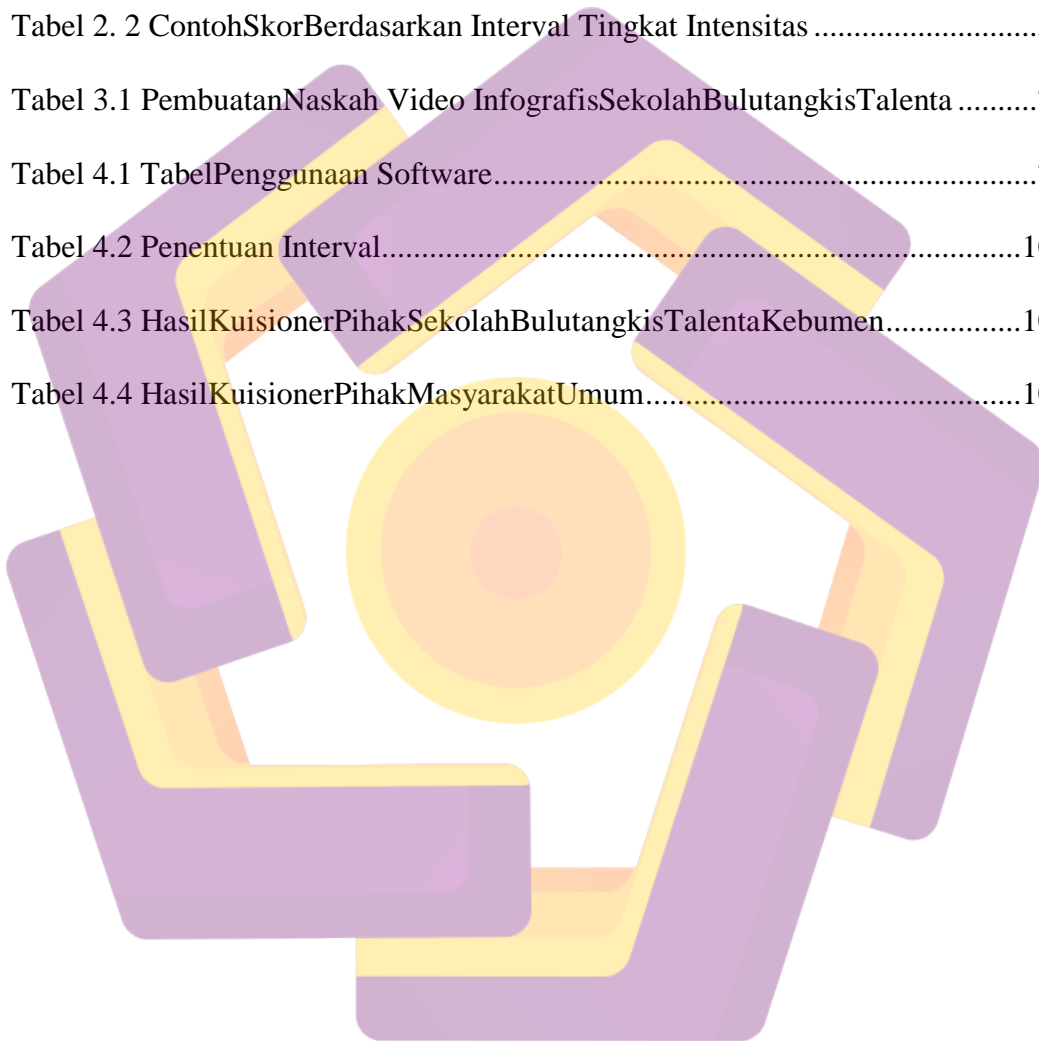 Tabel 2. 2 ContohSkorBerdasarkan Interval Tingkat Intensitas ..........................
Tabel 3.1 PembuatanNaskah Video InfografisSekolahBulutangkisTalenta .........
Tabel 4.1 TabelPenggunaan Software.....................................................................
Tabel 4.2 Penentuan Interval..................................................................................
Tabel 4.3 HasilKuisionerPihakSekolahBulutangkisTalentaKebumen.................
Tabel 4.4 HasilKuisionerPihakMasyarakatUmum................................................